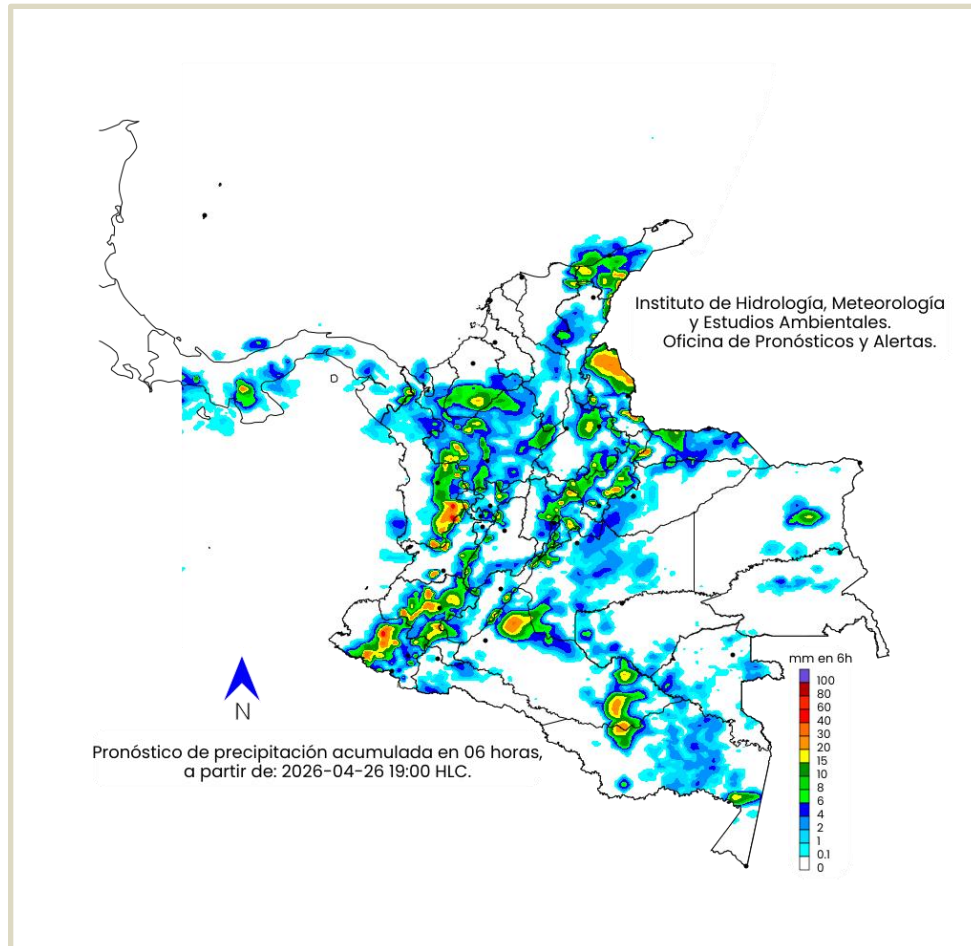 Instituto de Hidrología, Meteorología
y Estudios Ambientales.
Oficina de Pronósticos y Alertas.
mm en 6h
100
80
60
40
30
20
15
10
8
6
4
2
1
0.1
0
N
Pronóstico de precipitación acumulada en 06 horas,
a partir de: 2026-04-26 19:00 HLC.